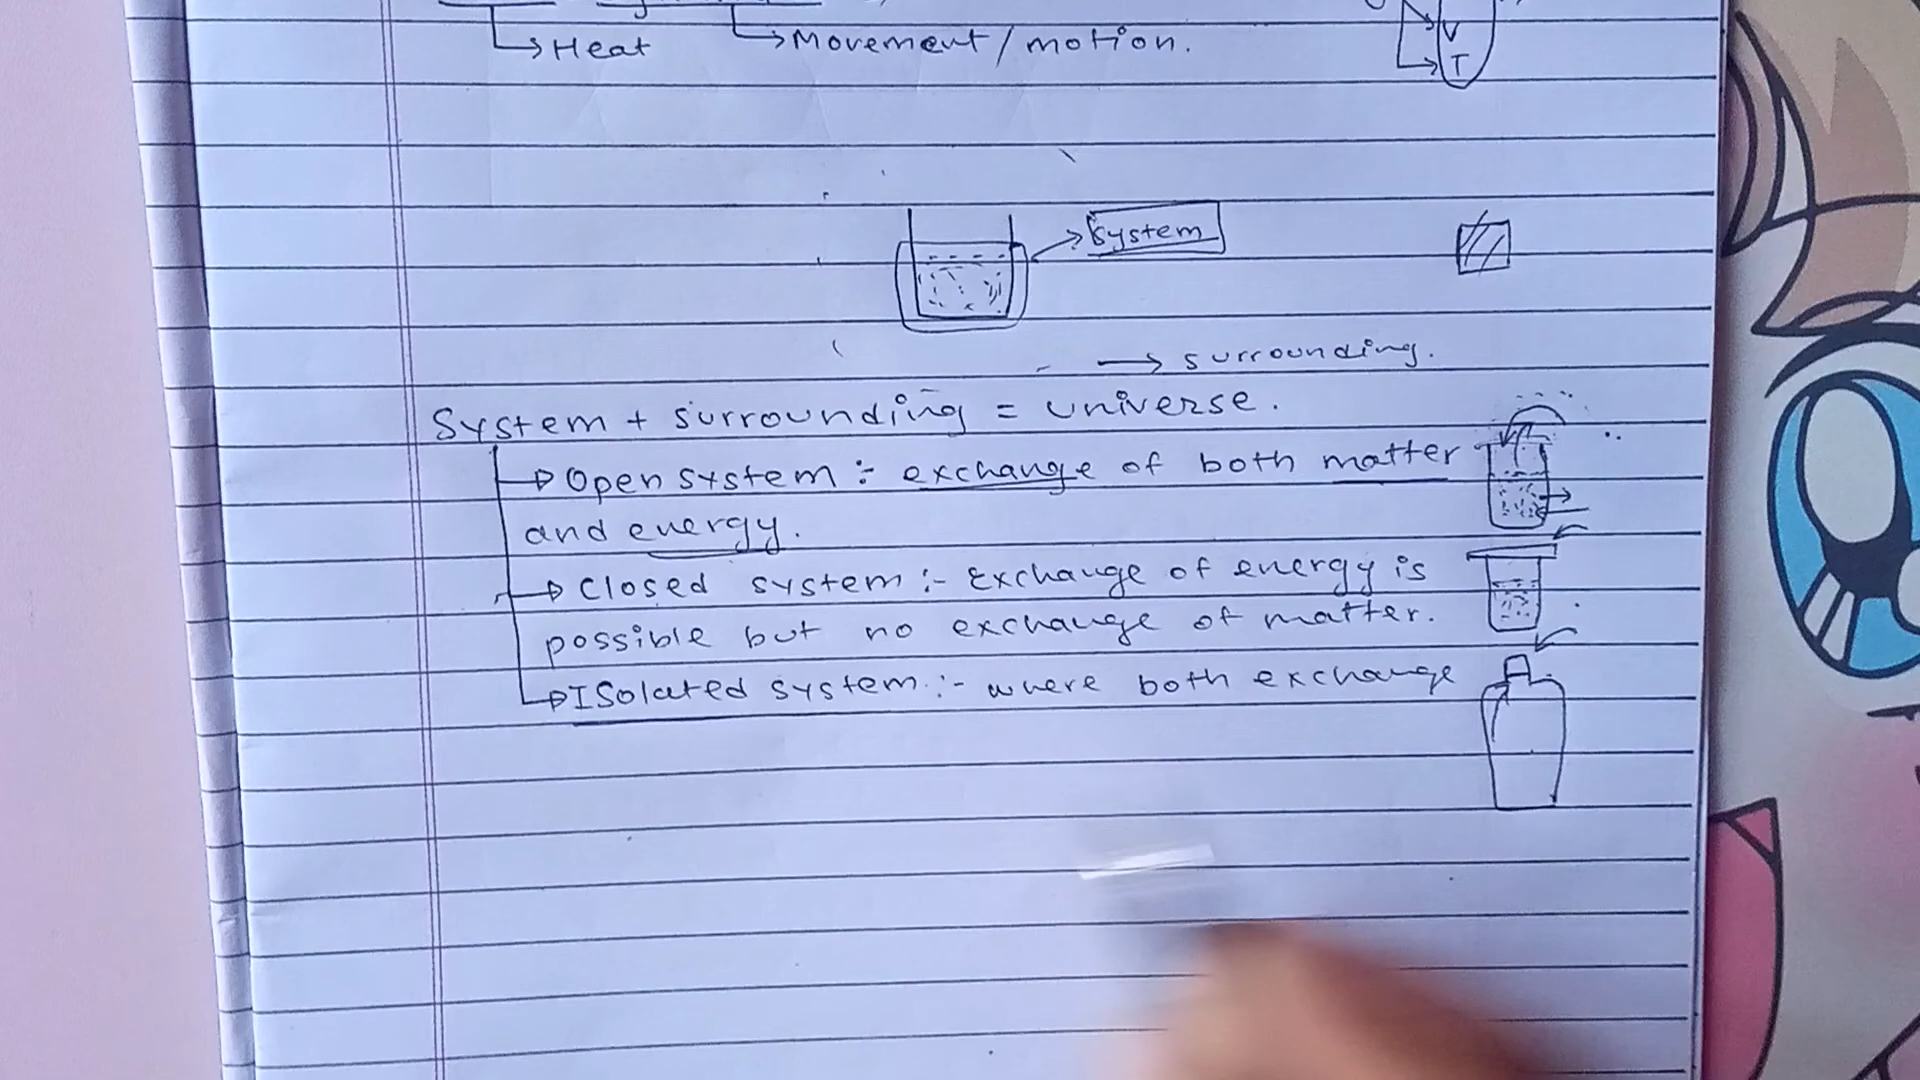 Heat
Movement / motion.
V
T
System
surrounding.
System + surrounding = universe.
Open system :- exchange of both matter
and energy.
Closed system :- Exchange of energy is
possible but no exchange of matter.
ISolated system :- where both exchange